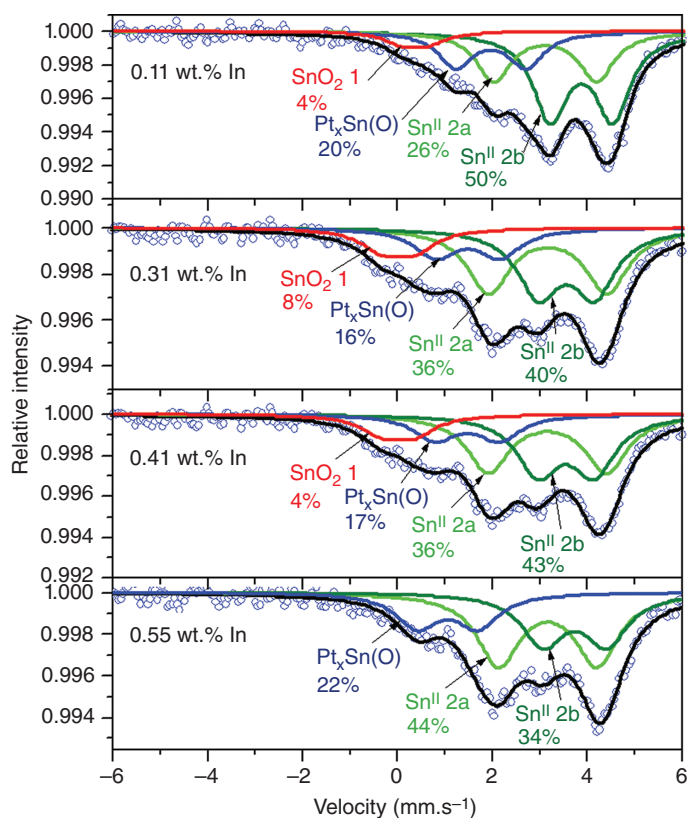 Relative intensity
1.000
0.998
0.996
0.994
0.992
0.990
0.11 wt.% In
SnO₂ 1
4%
PtₓSn(O)
20%
Snᴵᴵ 2a
26%
Snᴵᴵ 2b
50%
1.000
0.998
0.996
0.994
0.31 wt.% In
SnO₂ 1
8%
PtₓSn(O)
16%
Snᴵᴵ 2a
36%
Snᴵᴵ 2b
40%
1.000
0.998
0.996
0.994
0.992
0.41 wt.% In
SnO₂ 1
4%
PtₓSn(O)
17%
Snᴵᴵ 2a
36%
Snᴵᴵ 2b
43%
1.000
0.998
0.996
0.994
0.55 wt.% In
PtₓSn(O)
22%
Snᴵᴵ 2a
44%
Snᴵᴵ 2b
34%
−6 −4 −2 0 2 4 6
Velocity (mm.s⁻¹)